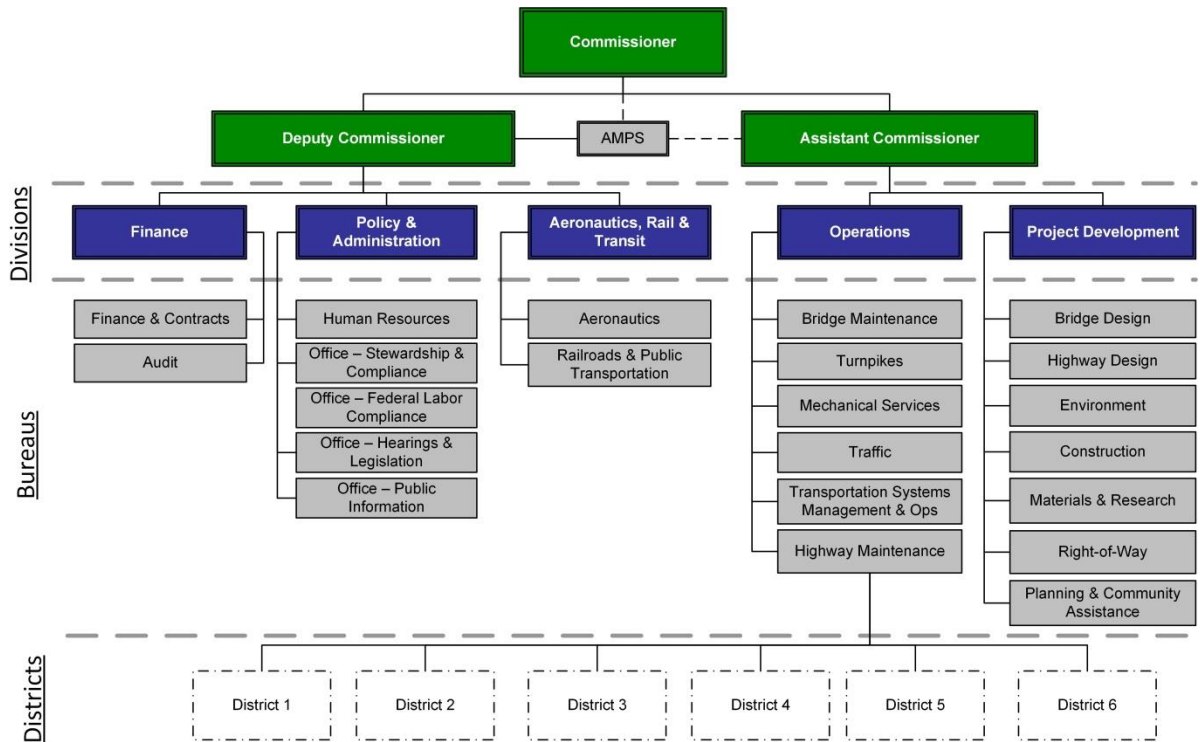 Commissioner
Deputy Commissioner
AMPS
Assistant Commissioner
Divisions
Finance
Policy &
Administration
Aeronautics, Rail &
Transit
Operations
Project Development
Bureaus
Finance & Contracts
Audit
Human Resources
Office – Stewardship &
Compliance
Office – Federal Labor
Compliance
Office – Hearings &
Legislation
Office – Public
Information
Aeronautics
Railroads & Public
Transportation
Bridge Maintenance
Turnpikes
Mechanical Services
Traffic
Transportation Systems
Management & Ops
Highway Maintenance
Bridge Design
Highway Design
Environment
Construction
Materials & Research
Right-of-Way
Planning & Community
Assistance
Districts
District 1
District 2
District 3
District 4
District 5
District 6